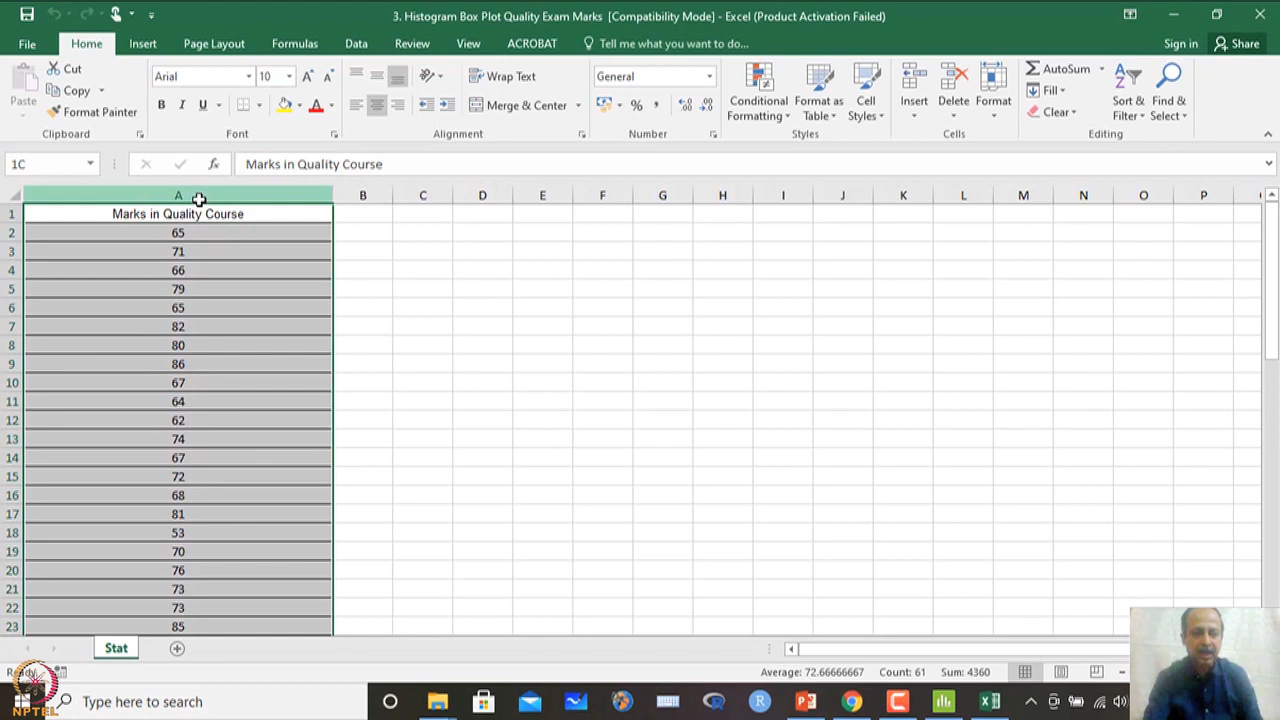 3. Histogram Box Plot Quality Exam Marks [Compatibility Mode] - Excel (Product Activation Failed)
File Home Insert Page Layout Formulas Data Review View ACROBAT Tell me what you want to do... Sign in Share
Paste Cut Copy Format Painter Clipboard
Arial 10 B I U A A A Font
Wrap Text Merge & Center Alignment
General % , Number
Conditional Formatting Format as Table Cell Styles Styles
Insert Delete Format Cells
AutoSum Fill Clear Sort & Filter Find & Select Editing
1C fx Marks in Quality Course
A B C D E F G H I J K L M N O P
1 Marks in Quality Course
2 65
3 71
4 66
5 79
6 65
7 82
8 80
9 86
10 67
11 64
12 62
13 74
14 67
15 72
16 68
17 81
18 53
19 70
20 76
21 73
22 73
23 85
Stat
Average: 72.66666667 Count: 61 Sum: 4360
Type here to search
NPTEL